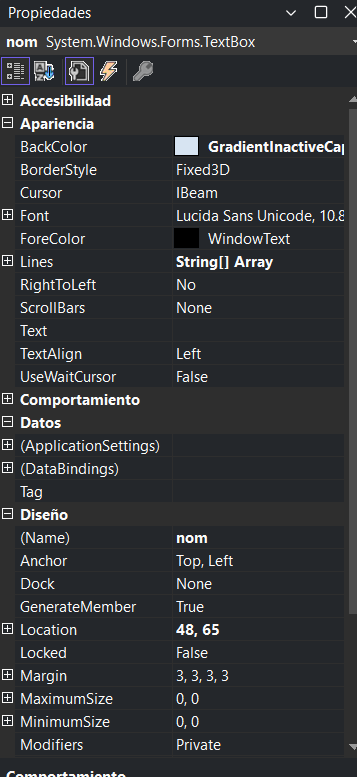 Propiedades
nom System.Windows.Forms.TextBox
Accesibilidad
Apariencia
BackColor GradientInactiveCap
BorderStyle Fixed3D
Cursor IBeam
Font Lucida Sans Unicode, 10.8
ForeColor WindowText
Lines String[] Array
RightToLeft No
ScrollBars None
Text
TextAlign Left
UseWaitCursor False
Comportamiento
Datos
(ApplicationSettings)
(DataBindings)
Tag
Diseño
(Name) nom
Anchor Top, Left
Dock None
GenerateMember True
Location 48, 65
Locked False
Margin 3, 3, 3, 3
MaximumSize 0, 0
MinimumSize 0, 0
Modifiers Private
Comportamiento